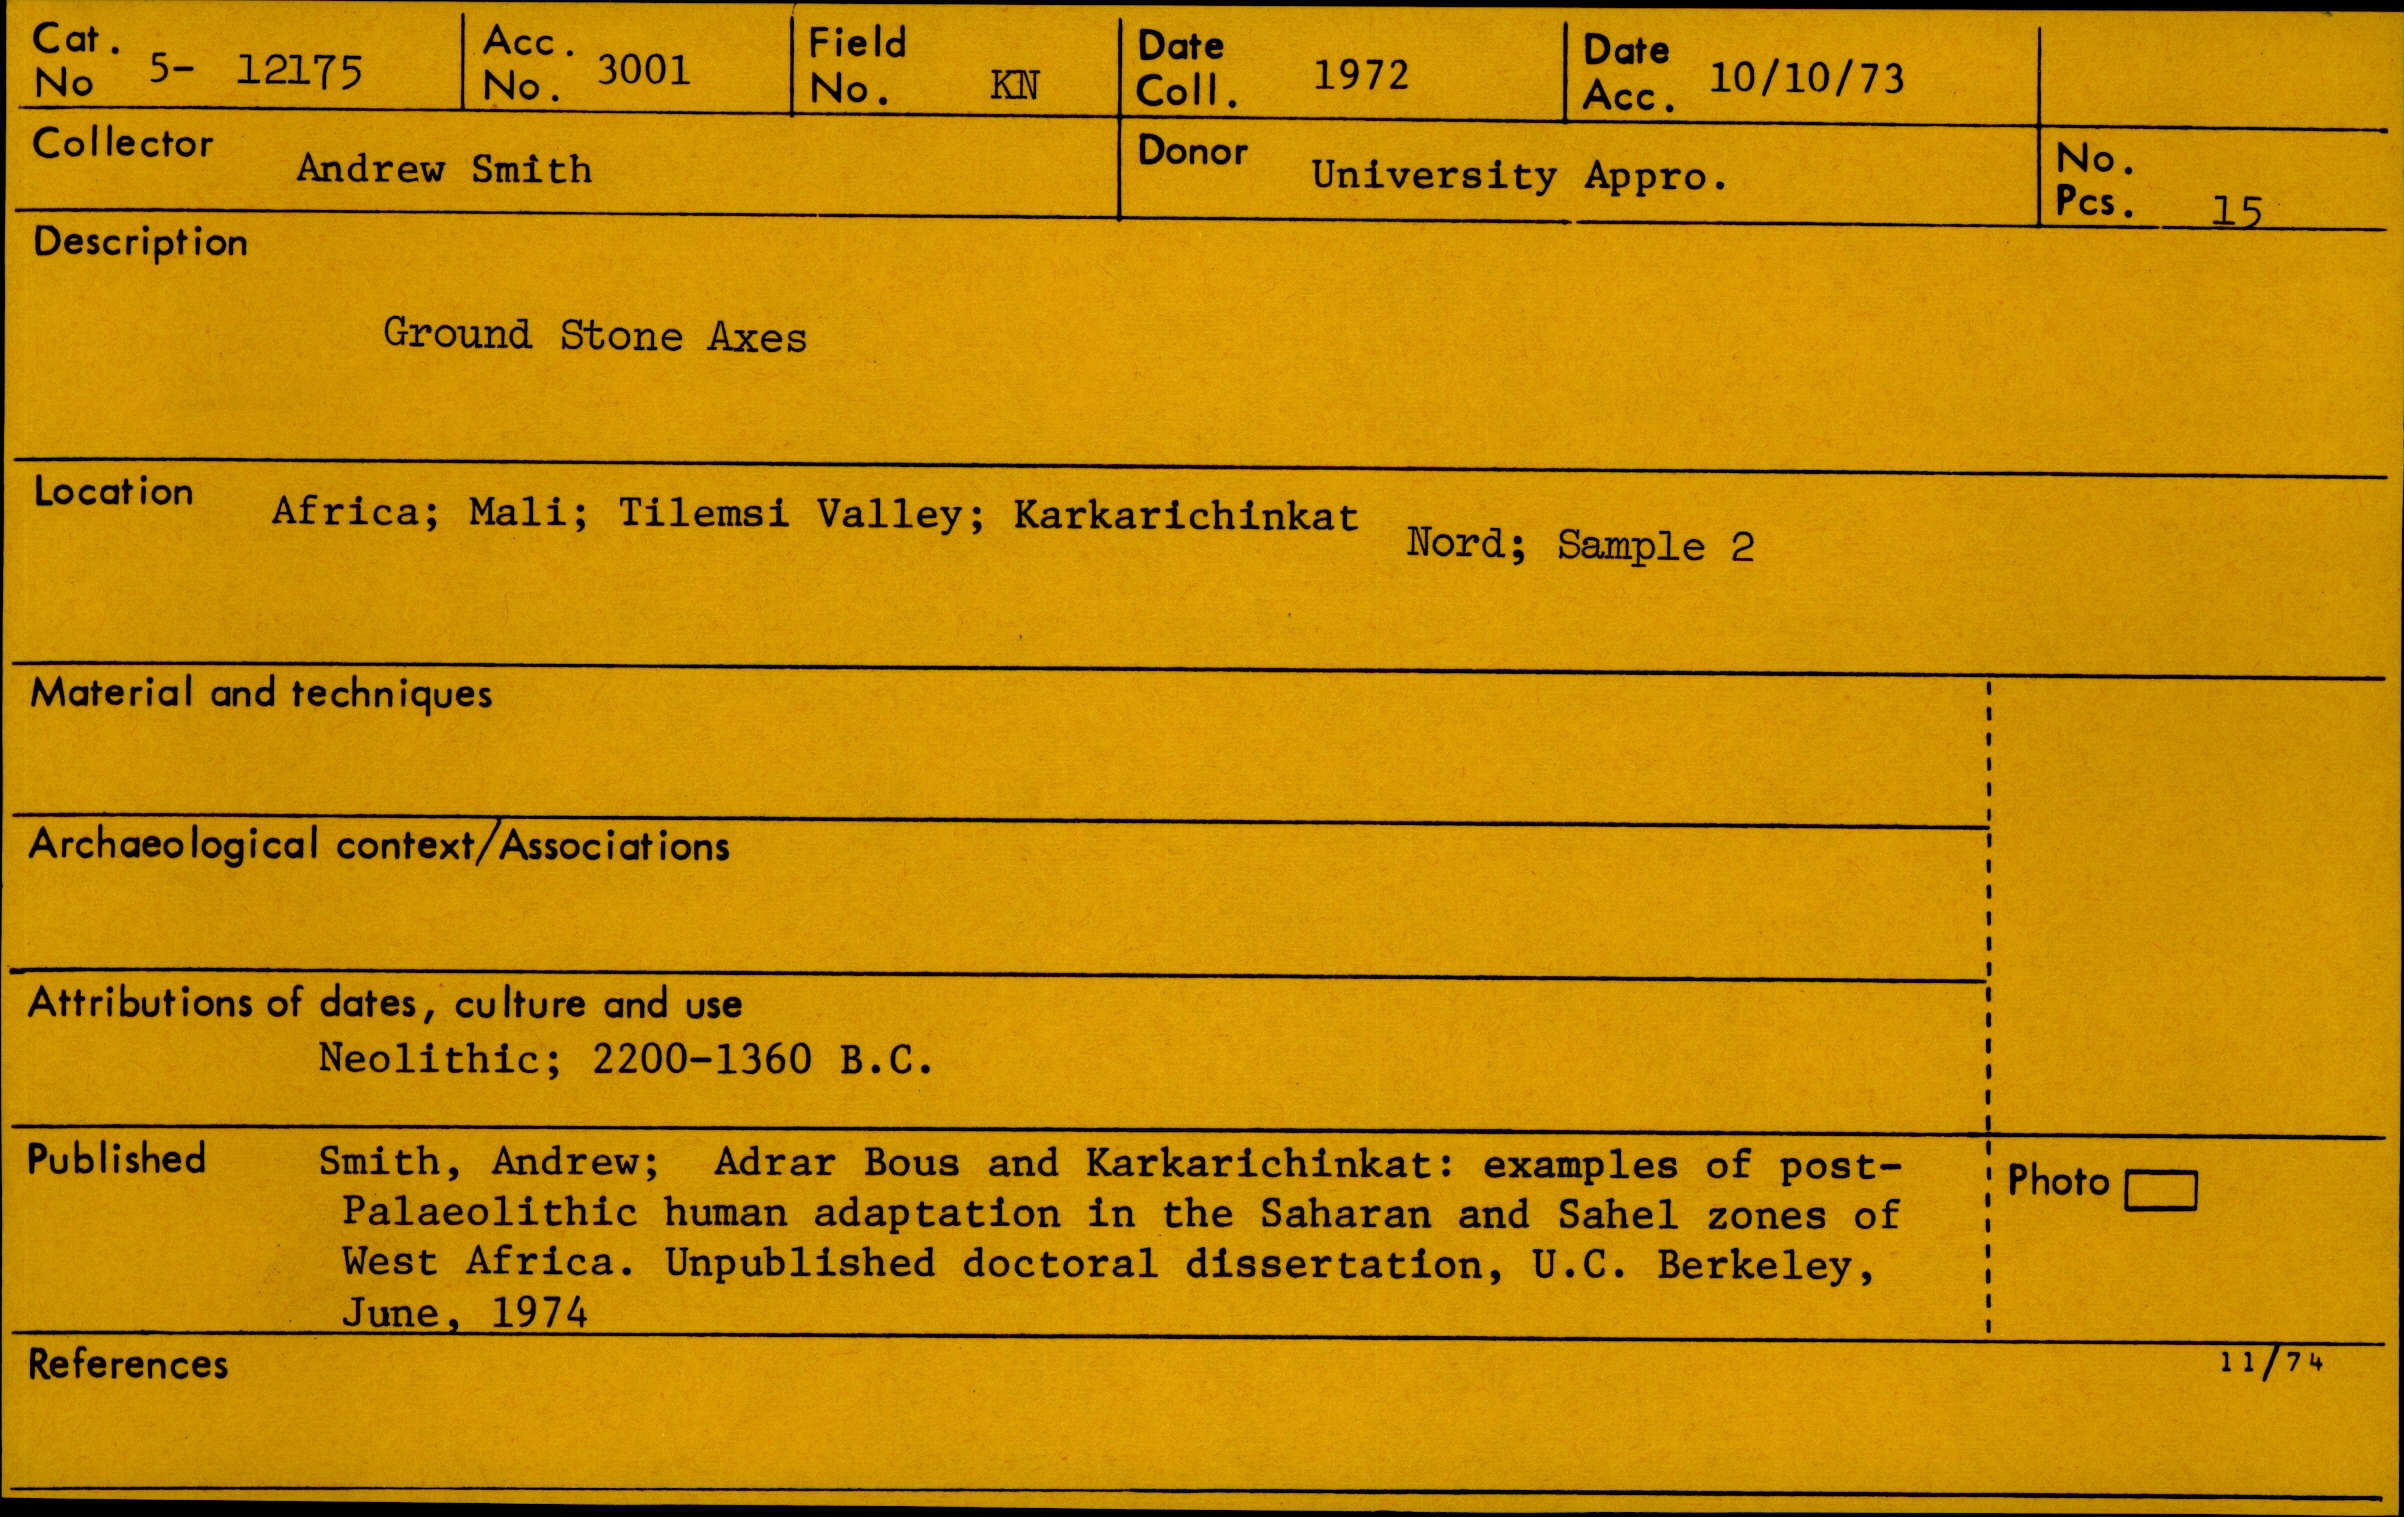 Cat. No 5- 12175 Acc. No. 3001 Field No. KN Date Coll. 1972 Date Acc. 10/10/73
Collector Andrew Smith Donor University Appro. No. Pcs. 15
Description
Ground Stone Axes
Location Africa; Mali; Tilemsi Valley; Karkarichinkat Nord; Sample 2
Material and techniques
Archaeological context/Associations
Attributions of dates, culture and use
Neolithic; 2200-1360 B.C.
Published Smith, Andrew; Adrar Bous and Karkarichinkat: examples of post-
Palaeolithic human adaptation in the Saharan and Sahel zones of
West Africa. Unpublished doctoral dissertation, U.C. Berkeley,
June, 1974
Photo
References 11/74